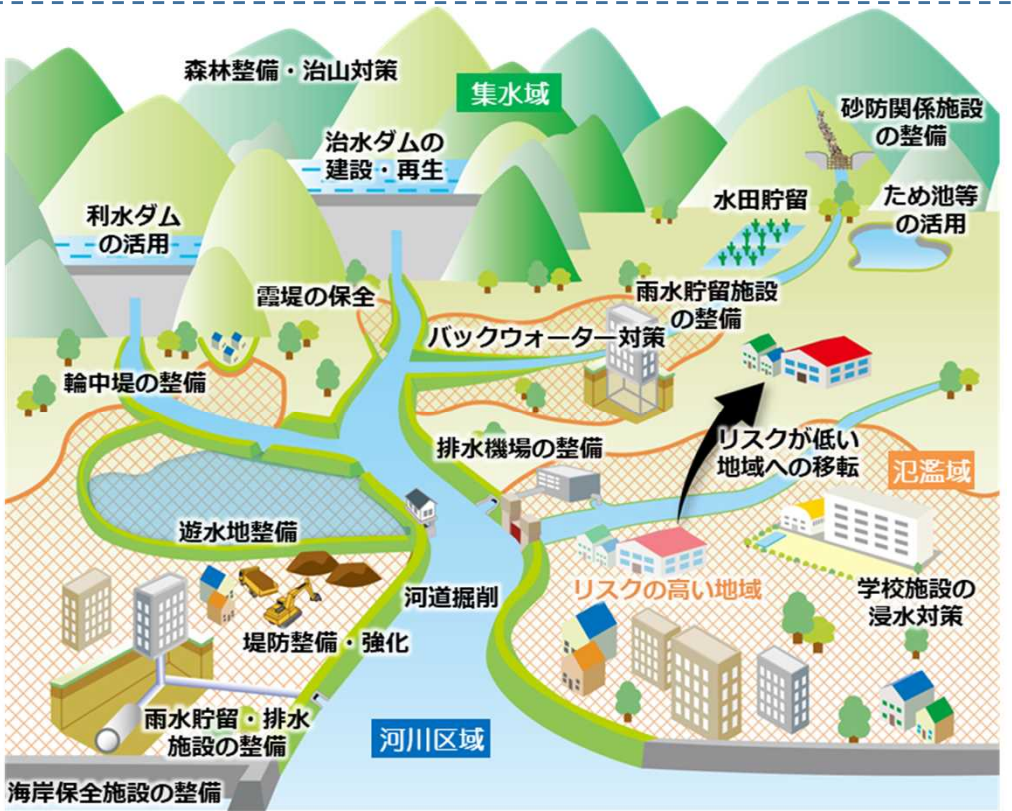 森林整備・治山対策
集水域
砂防関係施設
の整備
治水ダムの
建設・再生
水田貯留
ため池等
の活用
利水ダム
の活用
霞堤の保全
雨水貯留施設
の整備
バックウォーター対策
輪中堤の整備
排水機場の整備
リスクが低い
地域への移転
氾濫域
遊水地整備
河道掘削
リスクの高い地域
学校施設の
浸水対策
堤防整備・強化
雨水貯留・排水
施設の整備
河川区域
海岸保全施設の整備